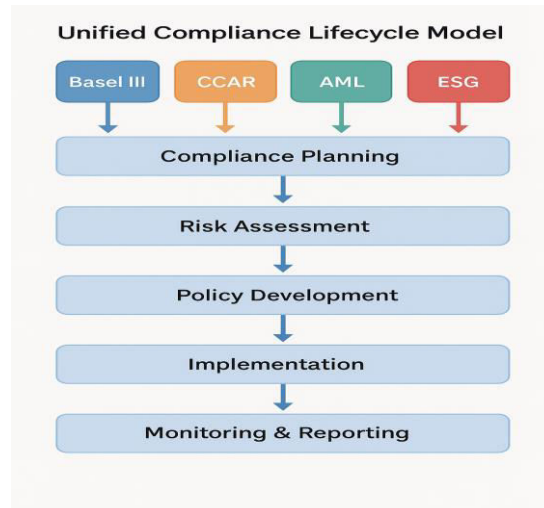 Unified Compliance Lifecycle Model
Basel III CCAR AML ESG
Compliance Planning
Risk Assessment
Policy Development
Implementation
Monitoring & Reporting